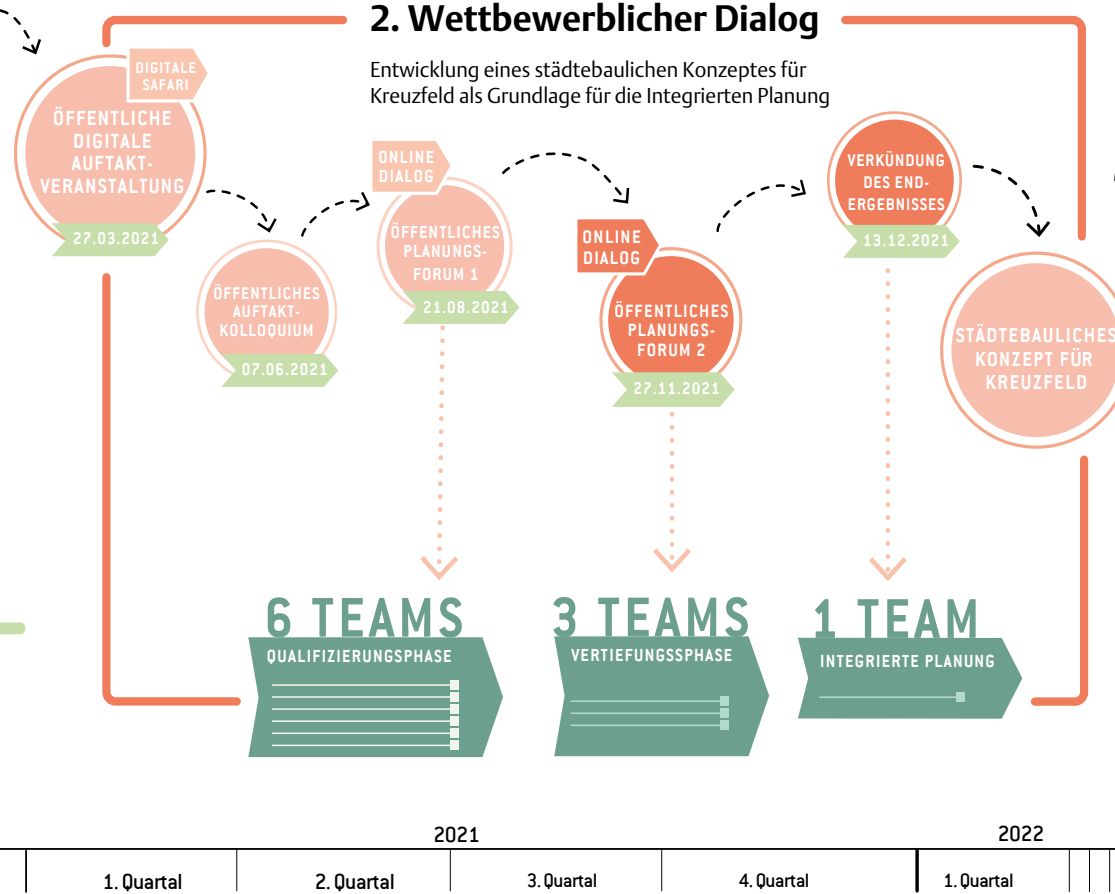 2. Wettbewerblicher Dialog
Entwicklung eines städtebaulichen Konzeptes für
Kreuzfeld als Grundlage für die Integrierten Planung
DIGITALE
SAFARI
ÖFFENTLICHE
DIGITALE
AUFTAKT-
VERANSTALTUNG
27.03.2021
ÖFFENTLICHES
AUFTAKT-
KOLLOQUIUM
07.06.2021
ONLINE
DIALOG
ÖFFENTLICHES
PLANUNGS-
FORUM 1
21.08.2021
ONLINE
DIALOG
ÖFFENTLICHES
PLANUNGS-
FORUM 2
27.11.2021
VERKÜNDUNG
DES END-
ERGEBNISSES
13.12.2021
STÄDTEBAULICHES
KONZEPT FÜR
KREUZFELD
6 TEAMS
QUALIFIZIERUNGSPHASE
3 TEAMS
VERTIEFUNGSSPHASE
1 TEAM
INTEGRIERTE PLANUNG
2021
2022
1. Quartal
2. Quartal
3. Quartal
4. Quartal
1. Quartal